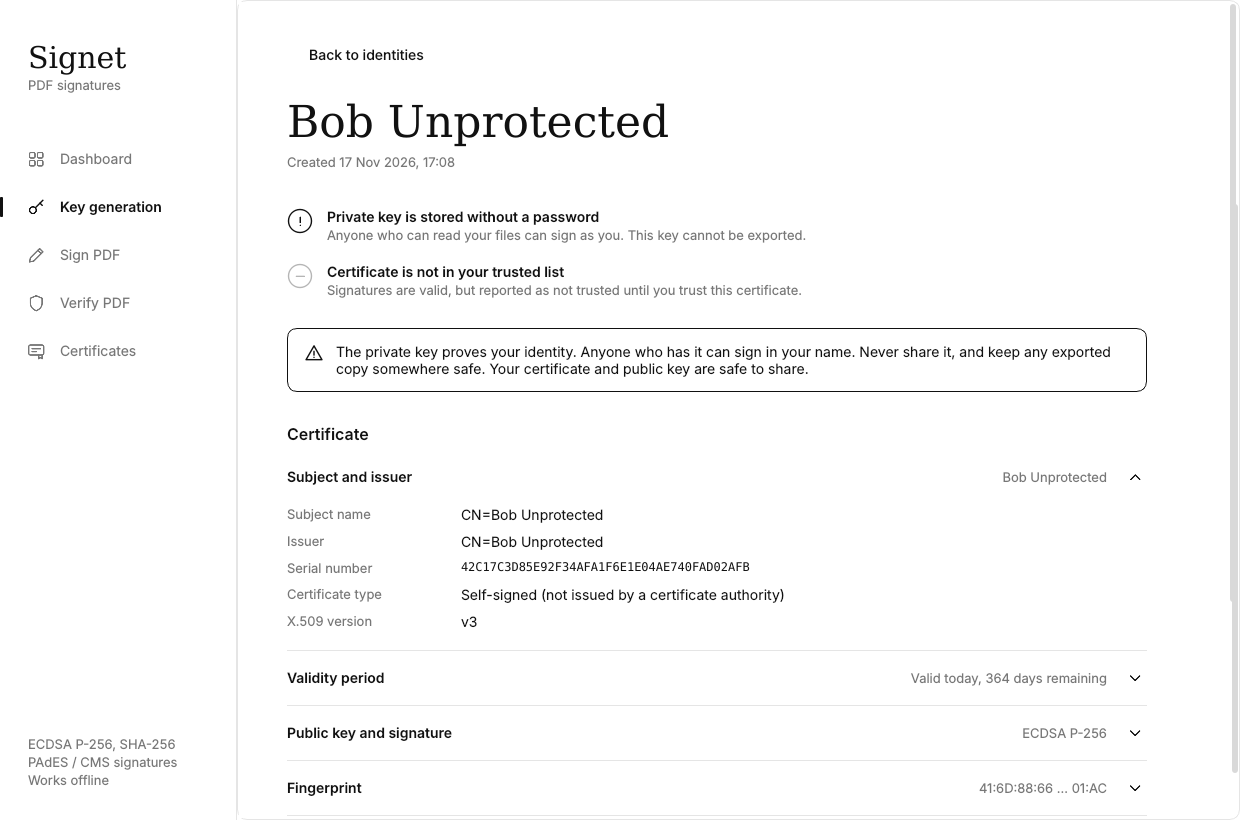 Signet
PDF signatures
Dashboard
Key generation
Sign PDF
Verify PDF
Certificates
ECDSA P-256, SHA-256
PAdES / CMS signatures
Works offline
Back to identities
Bob Unprotected
Created 17 Nov 2026, 17:08
Private key is stored without a password
Anyone who can read your files can sign as you. This key cannot be exported.
Certificate is not in your trusted list
Signatures are valid, but reported as not trusted until you trust this certificate.
The private key proves your identity. Anyone who has it can sign in your name. Never share it, and keep any exported
copy somewhere safe. Your certificate and public key are safe to share.
Certificate
Subject and issuer Bob Unprotected
Subject name CN=Bob Unprotected
Issuer CN=Bob Unprotected
Serial number 42C17C3D85E92F34AFA1F6E1E04AE740FAD02AFB
Certificate type Self-signed (not issued by a certificate authority)
X.509 version v3
Validity period Valid today, 364 days remaining
Public key and signature ECDSA P-256
Fingerprint 41:6D:88:66 ... 01:AC